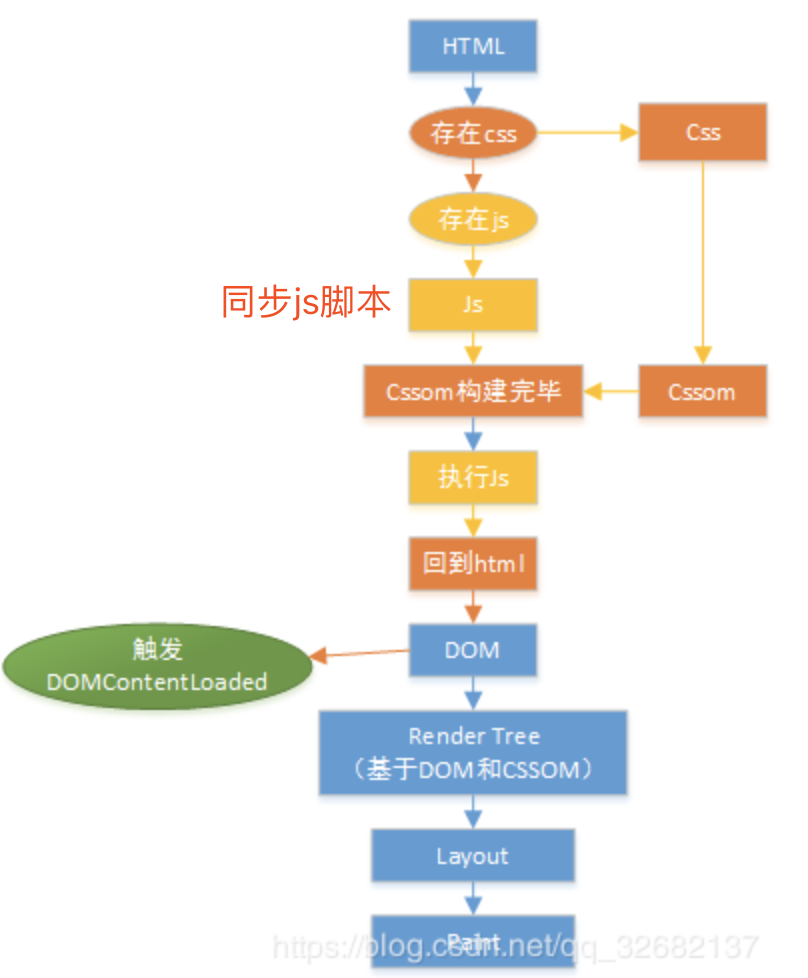 HTML
存在css
Css
存在js
同步js脚本
Js
Cssom构建完毕
Cssom
执行Js
回到html
触发
DOMContentLoaded
DOM
Render Tree
（基于DOM和CSSOM）
Layout
Paint
https://blog.csdn.net/qq_32682137